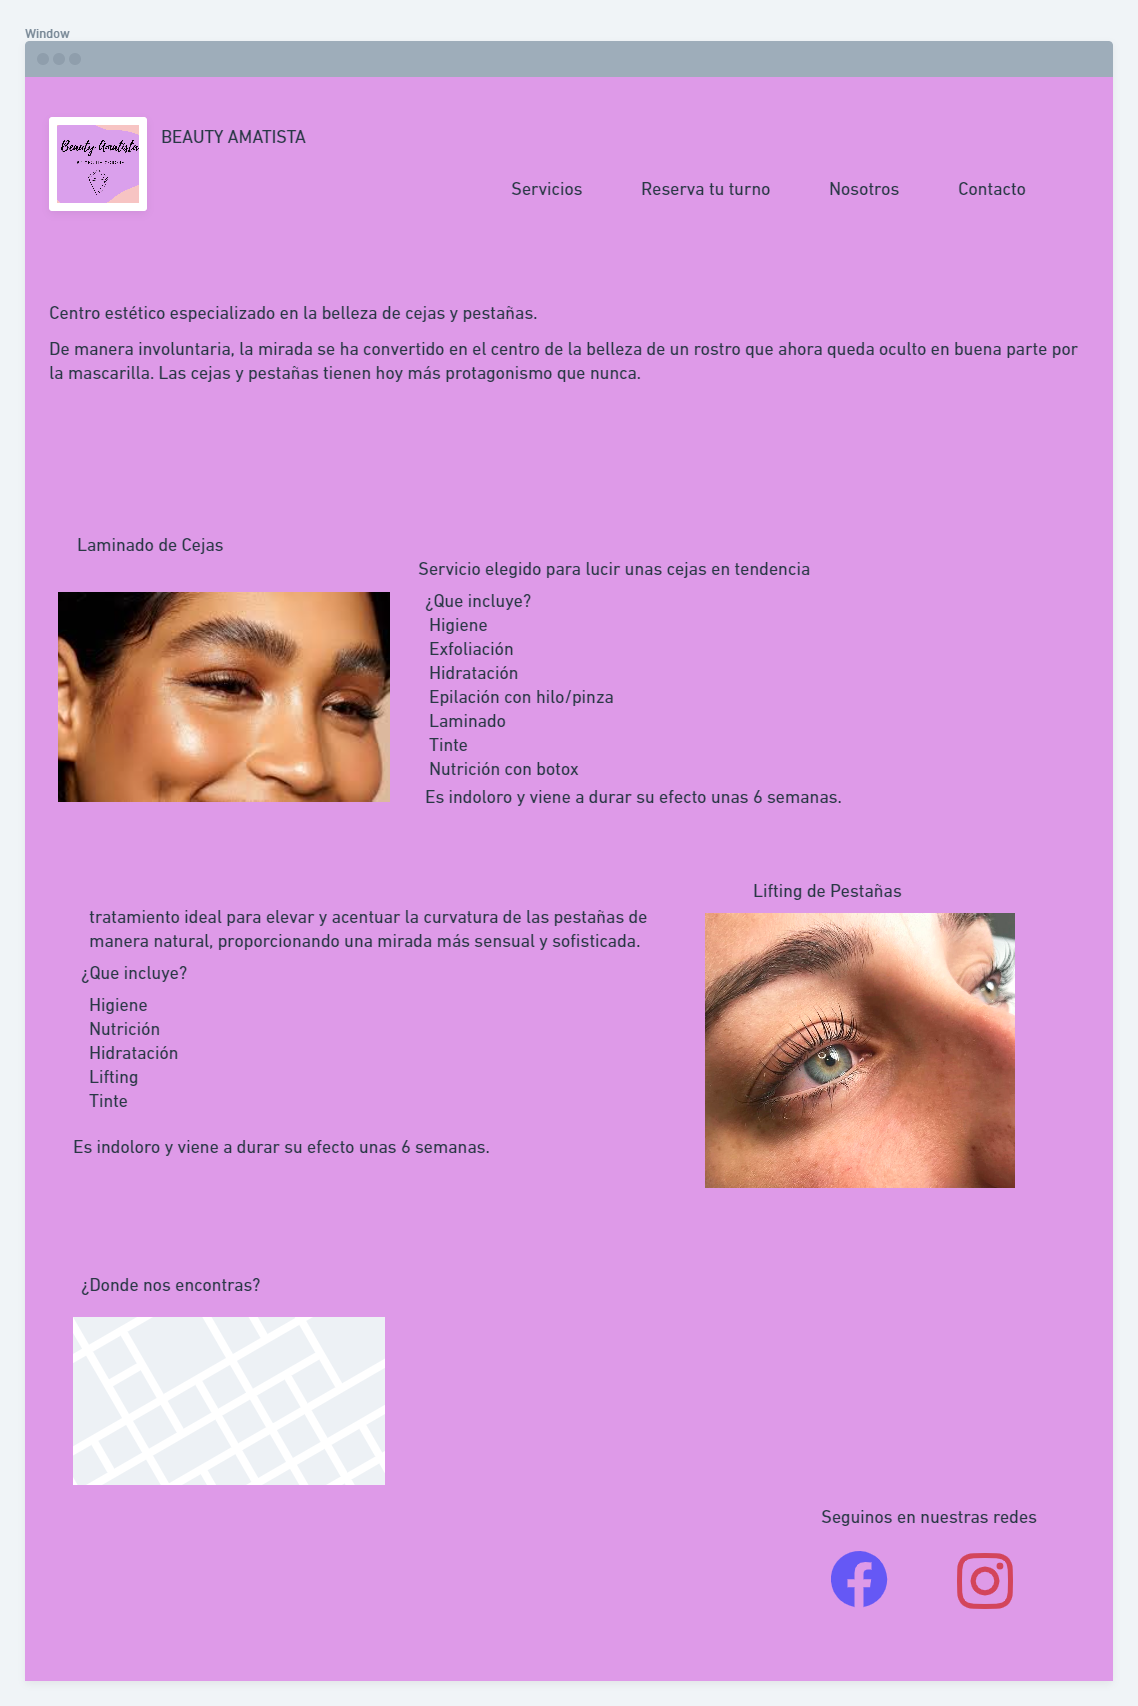 Window
Beauty Amatista
BEAUTY AMATISTA
Servicios
Reserva tu turno
Nosotros
Contacto
Centro estético especializado en la belleza de cejas y pestañas.
De manera involuntaria, la mirada se ha convertido en el centro de la belleza de un rostro que ahora queda oculto en buena parte por
la mascarilla. Las cejas y pestañas tienen hoy más protagonismo que nunca.
Laminado de Cejas
Servicio elegido para lucir unas cejas en tendencia
¿Que incluye?
Higiene
Exfoliación
Hidratación
Epilación con hilo/pinza
Laminado
Tinte
Nutrición con botox
Es indoloro y viene a durar su efecto unas 6 semanas.
Lifting de Pestañas
tratamiento ideal para elevar y acentuar la curvatura de las pestañas de
manera natural, proporcionando una mirada más sensual y sofisticada.
¿Que incluye?
Higiene
Nutrición
Hidratación
Lifting
Tinte
Es indoloro y viene a durar su efecto unas 6 semanas.
¿Donde nos encontras?
Seguinos en nuestras redes